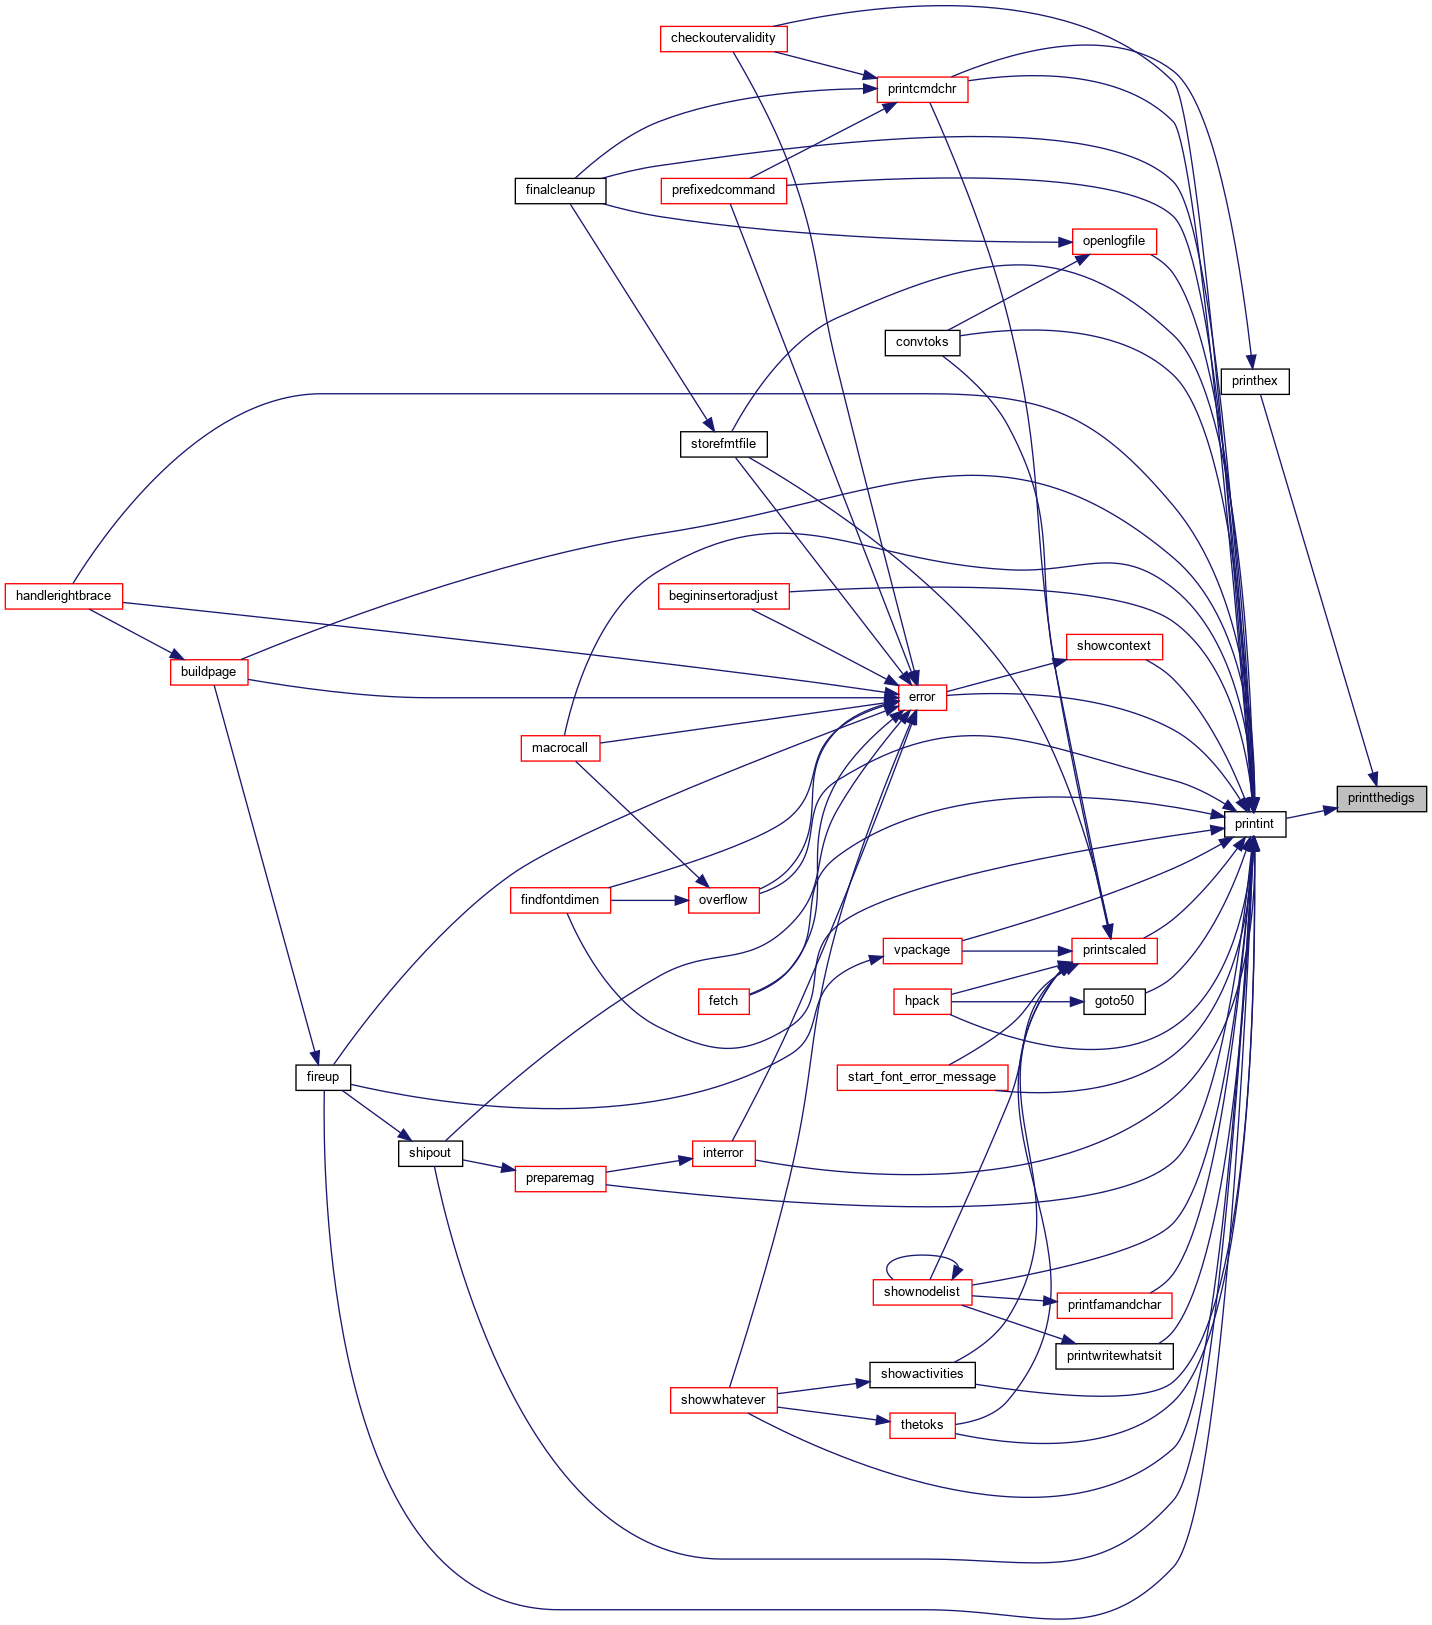 checkoutervalidity
printcmdchr
finalcleanup
prefixedcommand
openlogfile
convtoks
printhex
storefmtfile
handlerightbrace
begininsertoradjust
showcontext
buildpage
error
macrocall
printthedigs
printint
findfontdimen
overflow
vpackage
printscaled
fetch
hpack
goto50
fireup
start_font_error_message
shipout
interror
preparemag
shownodelist
printfamandchar
printwritewhatsit
showactivities
showwhatever
thetoks